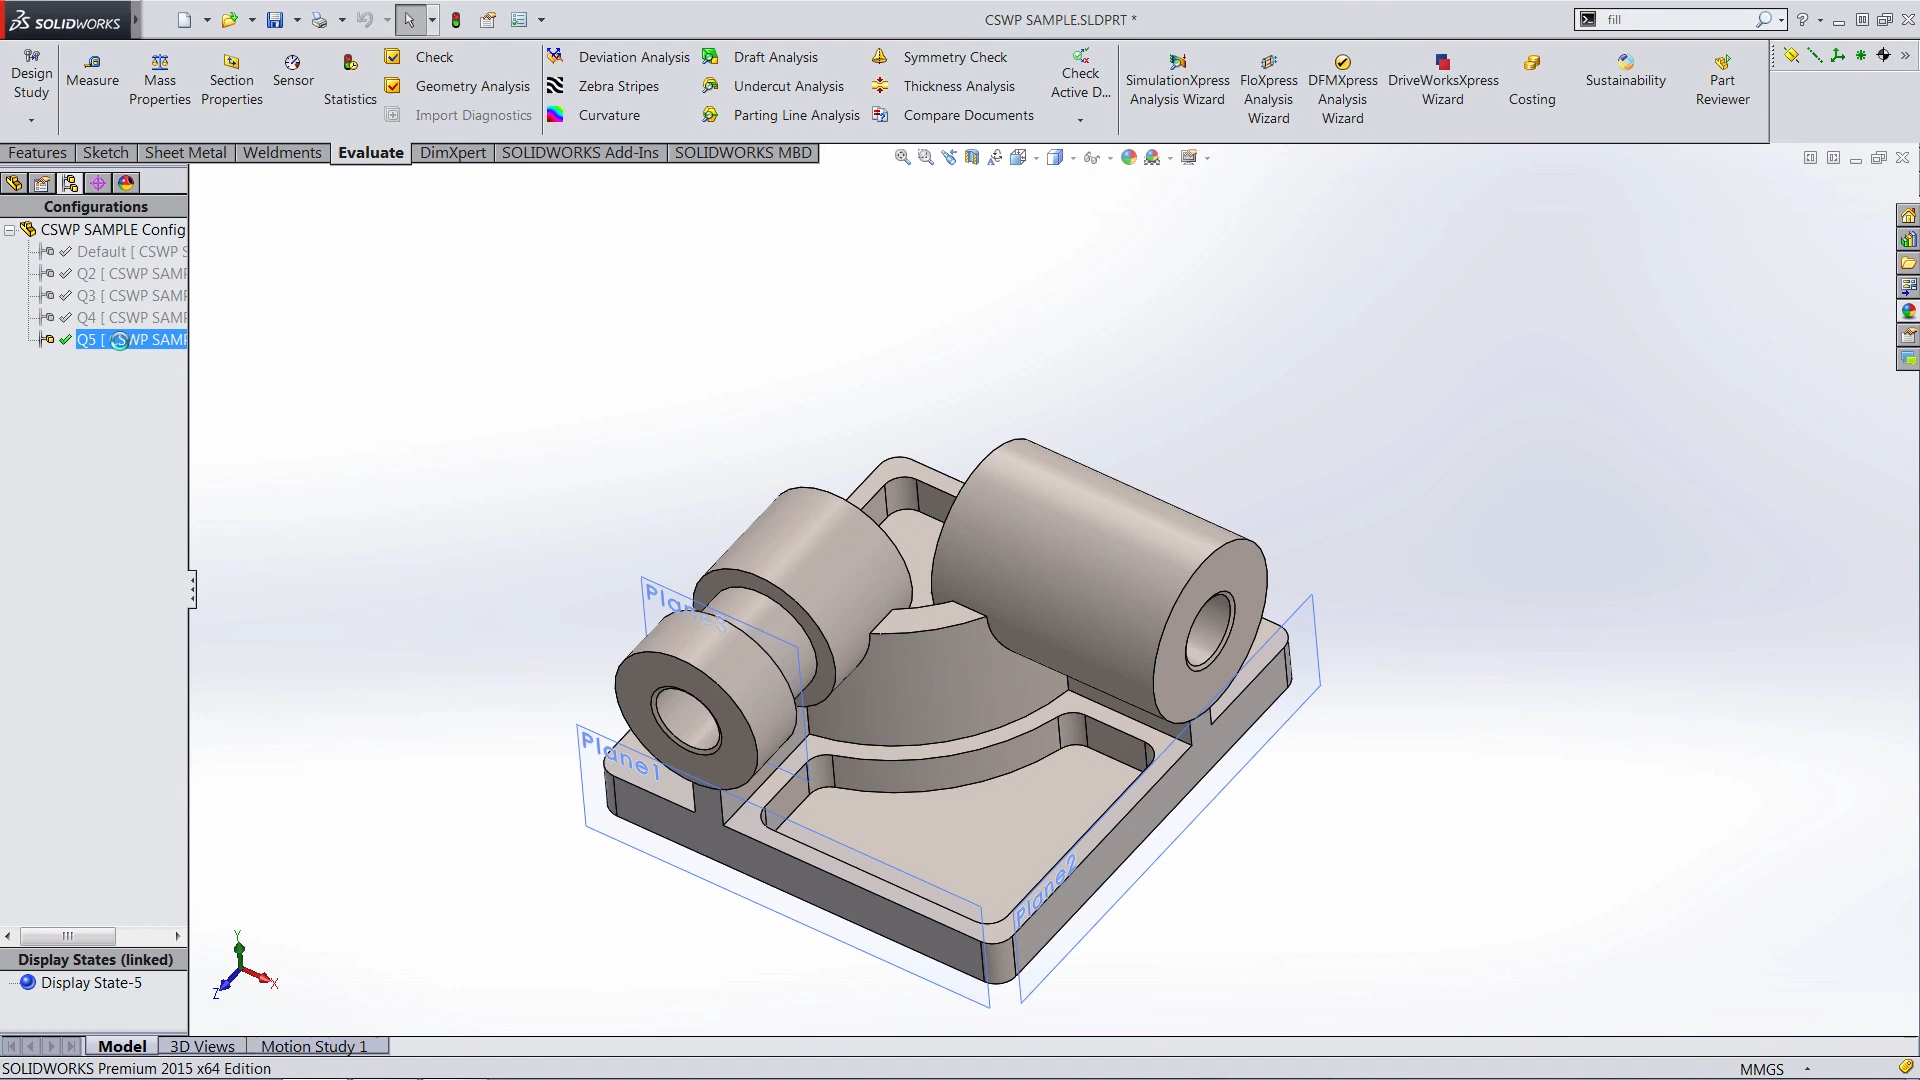 SOLIDWORKS
CSWP SAMPLE.SLDPRT *
fill
Design Study
Measure
Mass Properties
Section Properties
Sensor
Statistics
Check
Geometry Analysis
Import Diagnostics
Deviation Analysis
Zebra Stripes
Curvature
Draft Analysis
Undercut Analysis
Parting Line Analysis
Symmetry Check
Thickness Analysis
Compare Documents
Check Active D...
SimulationXpress Analysis Wizard
FloXpress Analysis Wizard
DFMXpress Analysis Wizard
DriveWorksXpress Wizard
Costing
Sustainability
Part Reviewer
Features
Sketch
Sheet Metal
Weldments
Evaluate
DimXpert
SOLIDWORKS Add-Ins
SOLIDWORKS MBD
Configurations
CSWP SAMPLE Config
Default [ CSWP S
Q2 [ CSWP SAMP
Q3 [ CSWP SAMP
Q4 [ CSWP SAMP
Q5 [ CSWP SAMP
Plane3
Plane1
Plane2
Y
X
Z
Display States (linked)
Display State-5
Model
3D Views
Motion Study 1
SOLIDWORKS Premium 2015 x64 Edition
MMGS